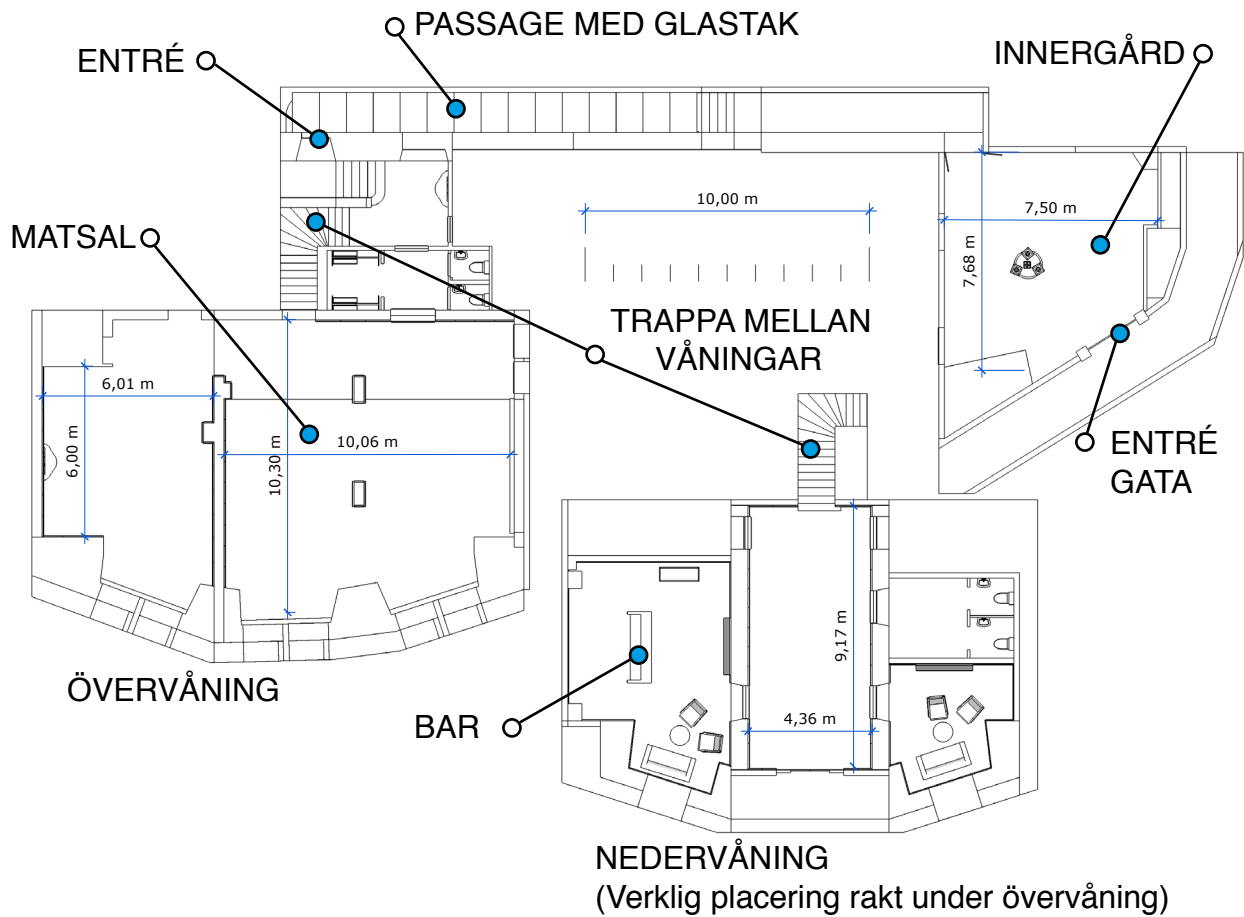 PASSAGE MED GLASTAK
ENTRÉ
INNERGÅRD
10,00 m
7,50 m
7,68 m
MATSAL
TRAPPA MELLAN
VÅNINGAR
6,01 m
6,00 m
10,06 m
10,30 m
ENTRÉ
GATA
9,17 m
4,36 m
ÖVERVÅNING
BAR
NEDERVÅNING
(Verklig placering rakt under övervåning)